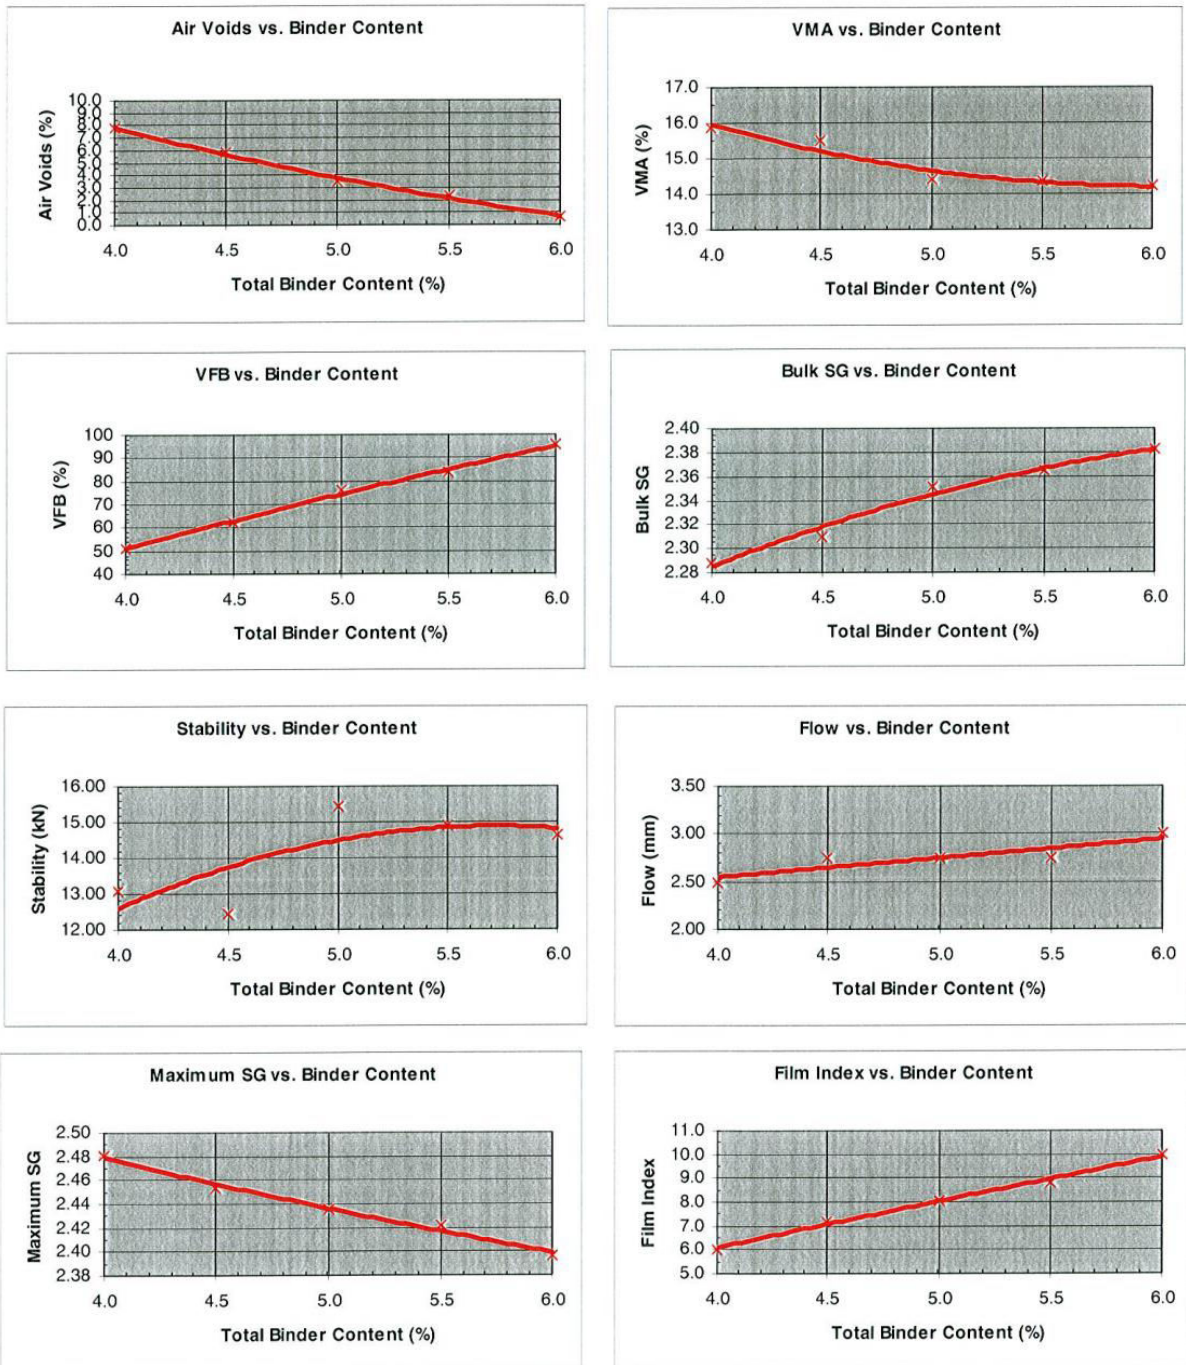 Air Voids vs. Binder Content
Air Voids (%)
10.0
9.0
8.0
7.0
6.0
5.0
4.0
3.0
2.0
1.0
0.0
4.0 4.5 5.0 5.5 6.0
Total Binder Content (%)
VMA vs. Binder Content
VMA (%)
17.0
16.0
15.0
14.0
13.0
4.0 4.5 5.0 5.5 6.0
Total Binder Content (%)
VFB vs. Binder Content
VFB (%)
100
90
80
70
60
50
40
4.0 4.5 5.0 5.5 6.0
Total Binder Content (%)
Bulk SG vs. Binder Content
Bulk SG
2.40
2.38
2.36
2.34
2.32
2.30
2.28
4.0 4.5 5.0 5.5 6.0
Total Binder Content (%)
Stability vs. Binder Content
Stability (kN)
16.00
15.00
14.00
13.00
12.00
4.0 4.5 5.0 5.5 6.0
Total Binder Content (%)
Flow vs. Binder Content
Flow (mm)
3.50
3.00
2.50
2.00
4.0 4.5 5.0 5.5 6.0
Total Binder Content (%)
Maximum SG vs. Binder Content
Maximum SG
2.50
2.48
2.46
2.44
2.42
2.40
2.38
4.0 4.5 5.0 5.5 6.0
Total Binder Content (%)
Film Index vs. Binder Content
Film Index
11.0
10.0
9.0
8.0
7.0
6.0
5.0
4.0 4.5 5.0 5.5 6.0
Total Binder Content (%)